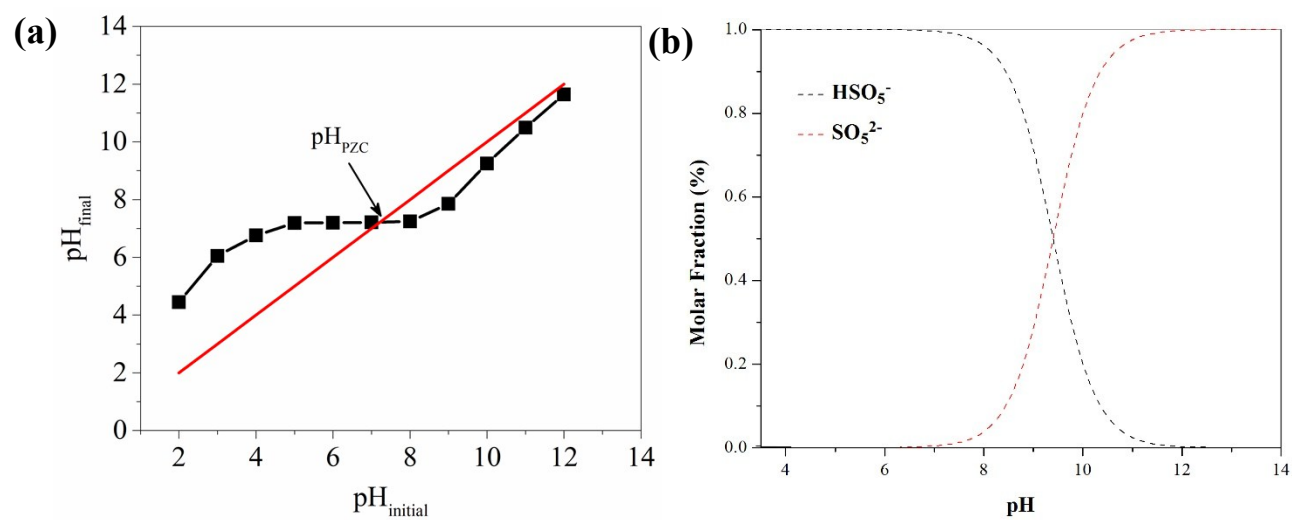 (a)
14
12
10
8
6
4
2
0
pH_final
pH_PZC
2 4 6 8 10 12 14
pH_initial
(b)
1.0
0.8
0.6
0.4
0.2
0.0
Molar Fraction (%)
HSO₅⁻
SO₅²⁻
4 6 8 10 12 14
pH